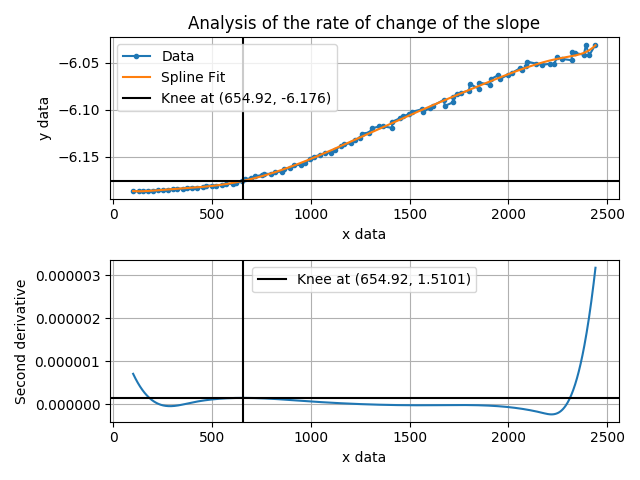 Analysis of the rate of change of the slope
y data
−6.05
−6.10
−6.15
Data
Spline Fit
Knee at (654.92, -6.176)
0
500
1000
1500
2000
2500
x data
Second derivative
0.000003
0.000002
0.000001
0.000000
Knee at (654.92, 1.5101)
0
500
1000
1500
2000
2500
x data